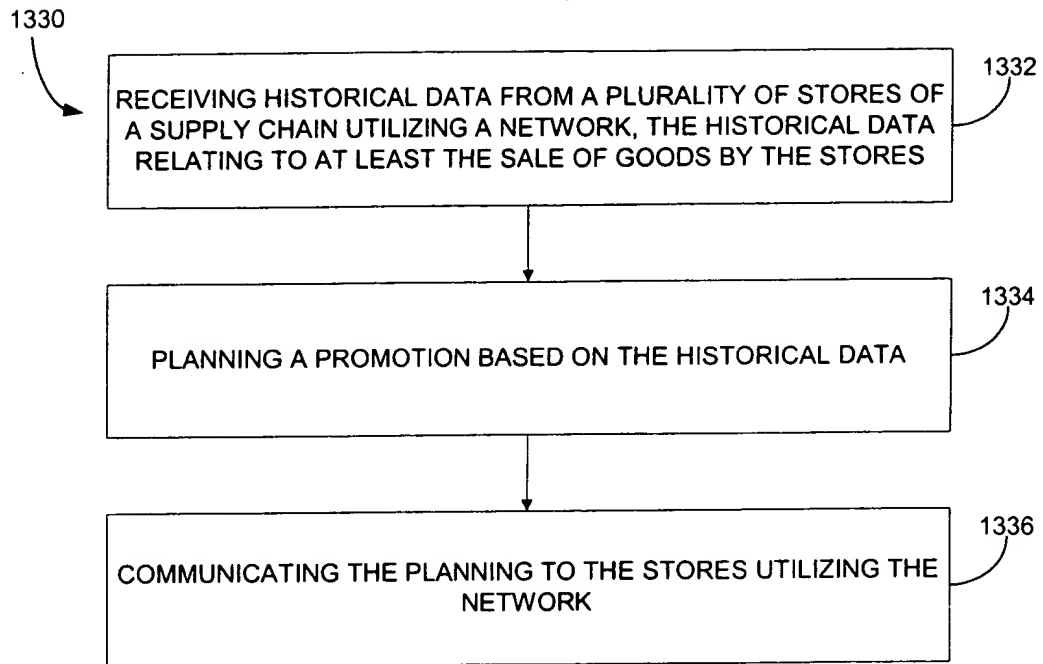 1330
1332
RECEIVING HISTORICAL DATA FROM A PLURALITY OF STORES OF
A SUPPLY CHAIN UTILIZING A NETWORK, THE HISTORICAL DATA
RELATING TO AT LEAST THE SALE OF GOODS BY THE STORES
1334
PLANNING A PROMOTION BASED ON THE HISTORICAL DATA
1336
COMMUNICATING THE PLANNING TO THE STORES UTILIZING THE
NETWORK